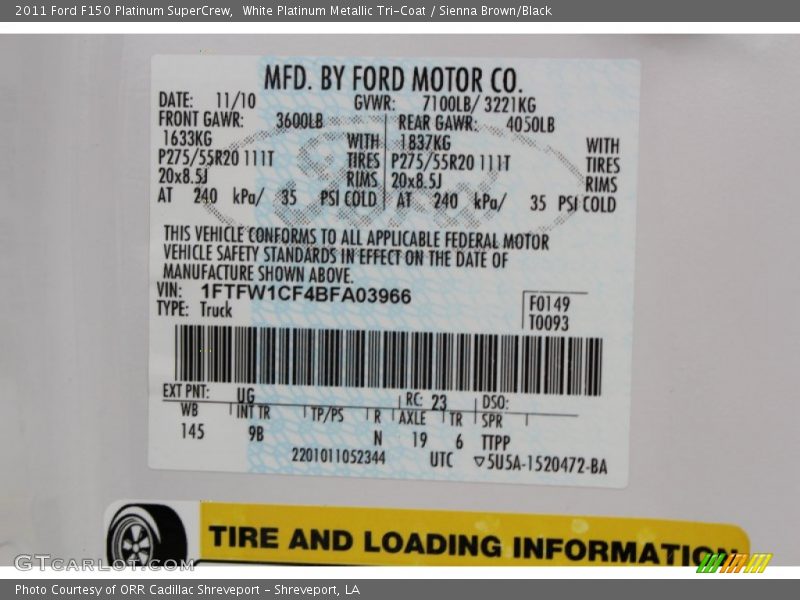 2011 Ford F150 Platinum SuperCrew, White Platinum Metallic Tri-Coat / Sienna Brown/Black
MFD. BY FORD MOTOR CO.
DATE: 11/10 GVWR: 7100LB/ 3221KG
FRONT GAWR: 3600LB REAR GAWR: 4050LB
1633KG WITH 1837KG WITH
P275/55R20 111T TIRES P275/55R20 111T TIRES
20x8.5J RIMS 20x8.5J RIMS
AT 240 kPa/ 35 PSI COLD AT 240 kPa/ 35 PSI COLD
THIS VEHICLE CONFORMS TO ALL APPLICABLE FEDERAL MOTOR
VEHICLE SAFETY STANDARDS IN EFFECT ON THE DATE OF
MANUFACTURE SHOWN ABOVE.
VIN: 1FTFW1CF4BFA03966 F0149
TYPE: Truck T0093
EXT PNT: UG RC: 23 DSO:
WB INT TR TP/PS R AXLE TR SPR
145 9B N 19 6 TTPP
2201011052344 UTC ▽5U5A-1520472-BA
TIRE AND LOADING INFORMATION
GTcarlot.com
Photo Courtesy of ORR Cadillac Shreveport - Shreveport, LA